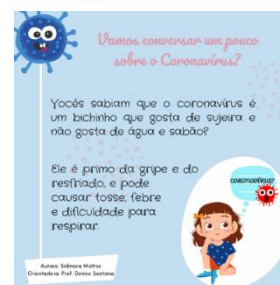 Vamos conversar um pouco
sobre o Coronavírus?
Vocês sabiam que o coronavírus é
um bichinho que gosta de sujeira e
não gosta de água e sabão?
Ele é primo da gripe e do
resfriado, e pode
causar tosse, febre
e dificuldade para
respirar.
CORONAVÍRUS?
Autora: Sidinara Mattos
Orientadora: Prof. Denise Santana